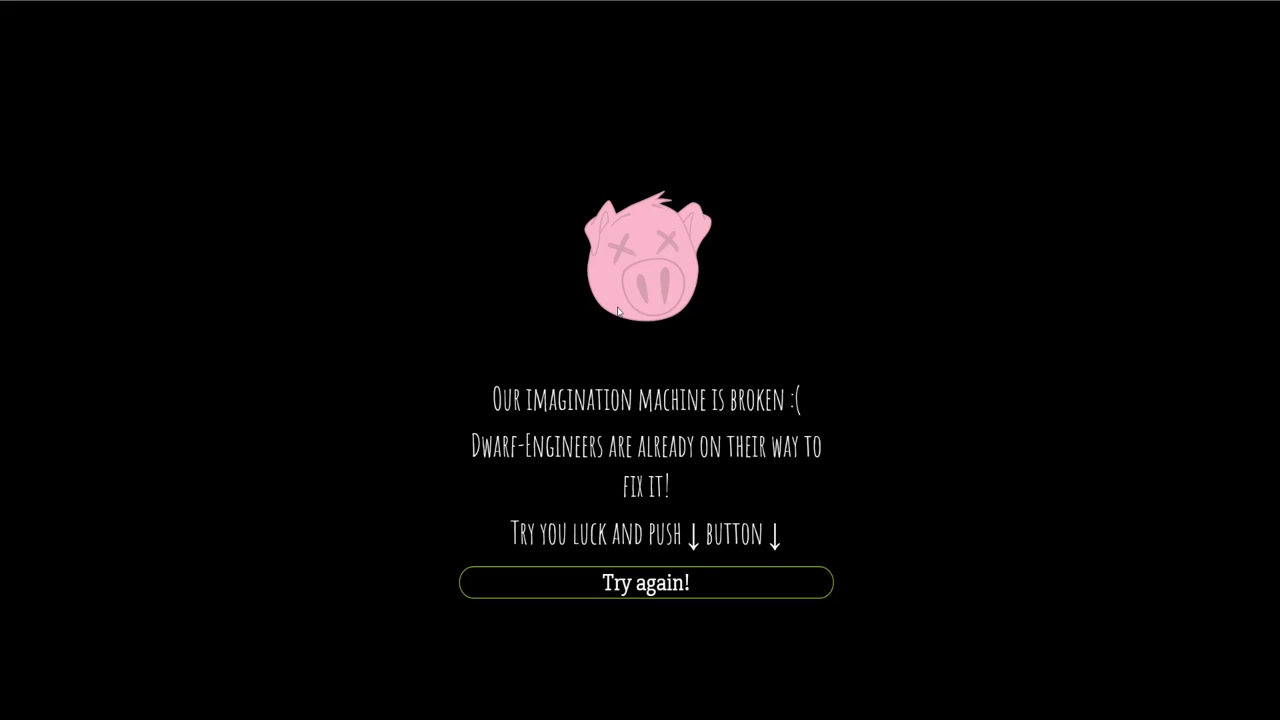 Our imagination machine is broken :(
Dwarf-Engineers are already on their way to
fix it!
Try you luck and push ↓ button ↓
Try again!